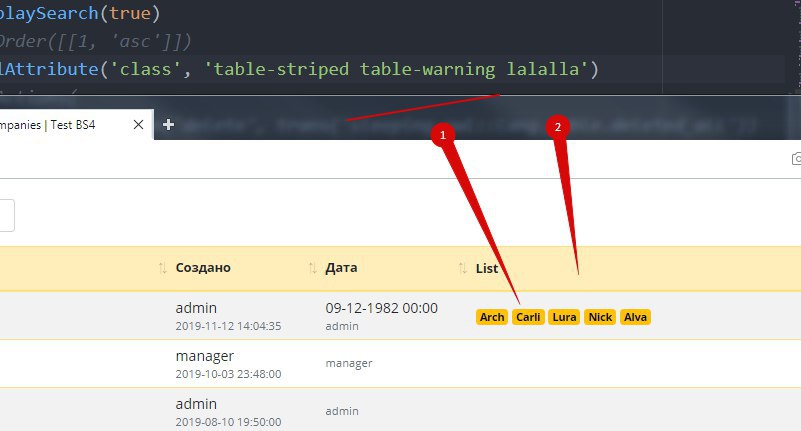 playSearch(true)
Order([[1, 'asc']])
lAttribute('class', 'table-striped table-warning lalalla')
mpanies | Test BS4
1
2
Создано Дата List
admin 09-12-1982 00:00 Arch Carli Lura Nick Alva
2019-11-12 14:04:35 admin
manager
2019-10-03 23:48:00 manager
admin
2019-08-10 19:50:00 admin